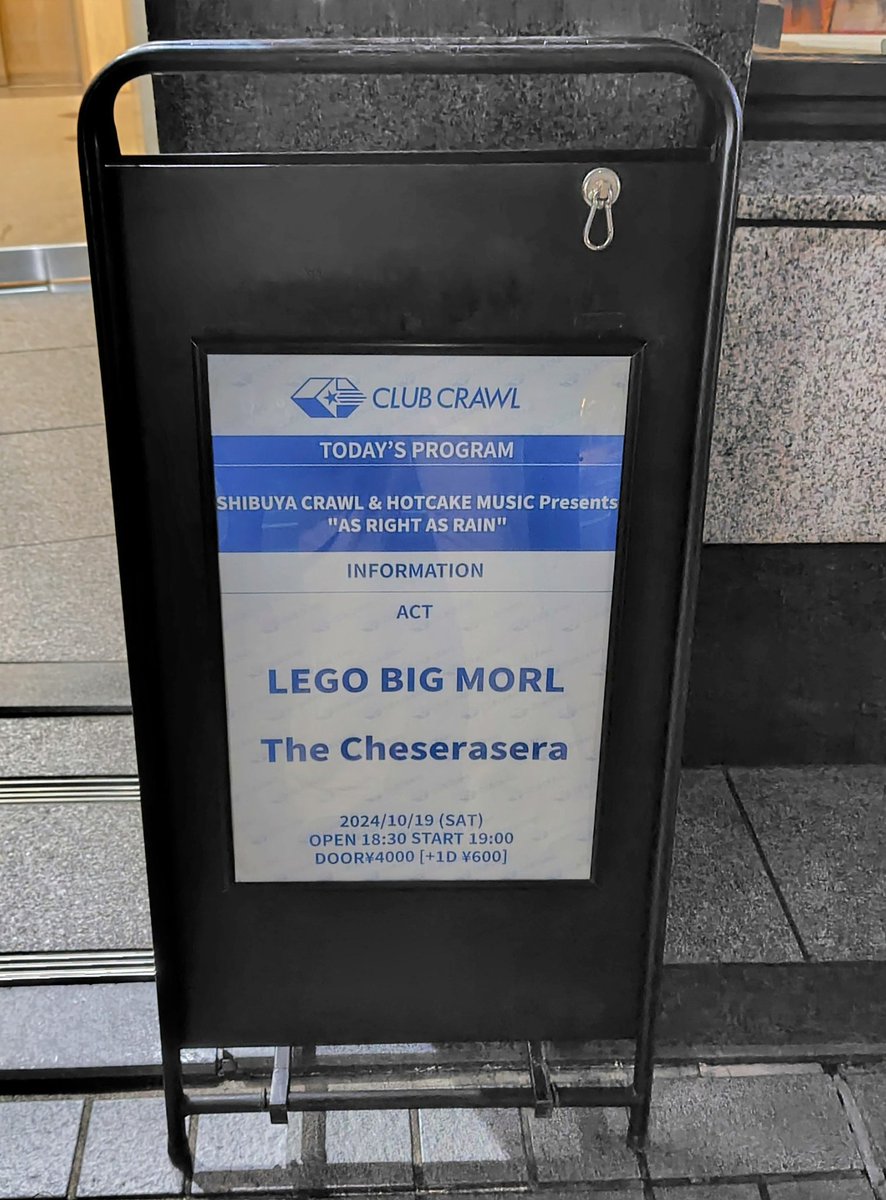 CLUB CRAWL
TODAY’S PROGRAM
SHIBUYA CRAWL & HOTCAKE MUSIC Presents
"AS RIGHT AS RAIN"
INFORMATION
ACT
LEGO BIG MORL
The Cheserasera
2024/10/19 (SAT)
OPEN 18:30 START 19:00
DOOR¥4000 [+1D ¥600]